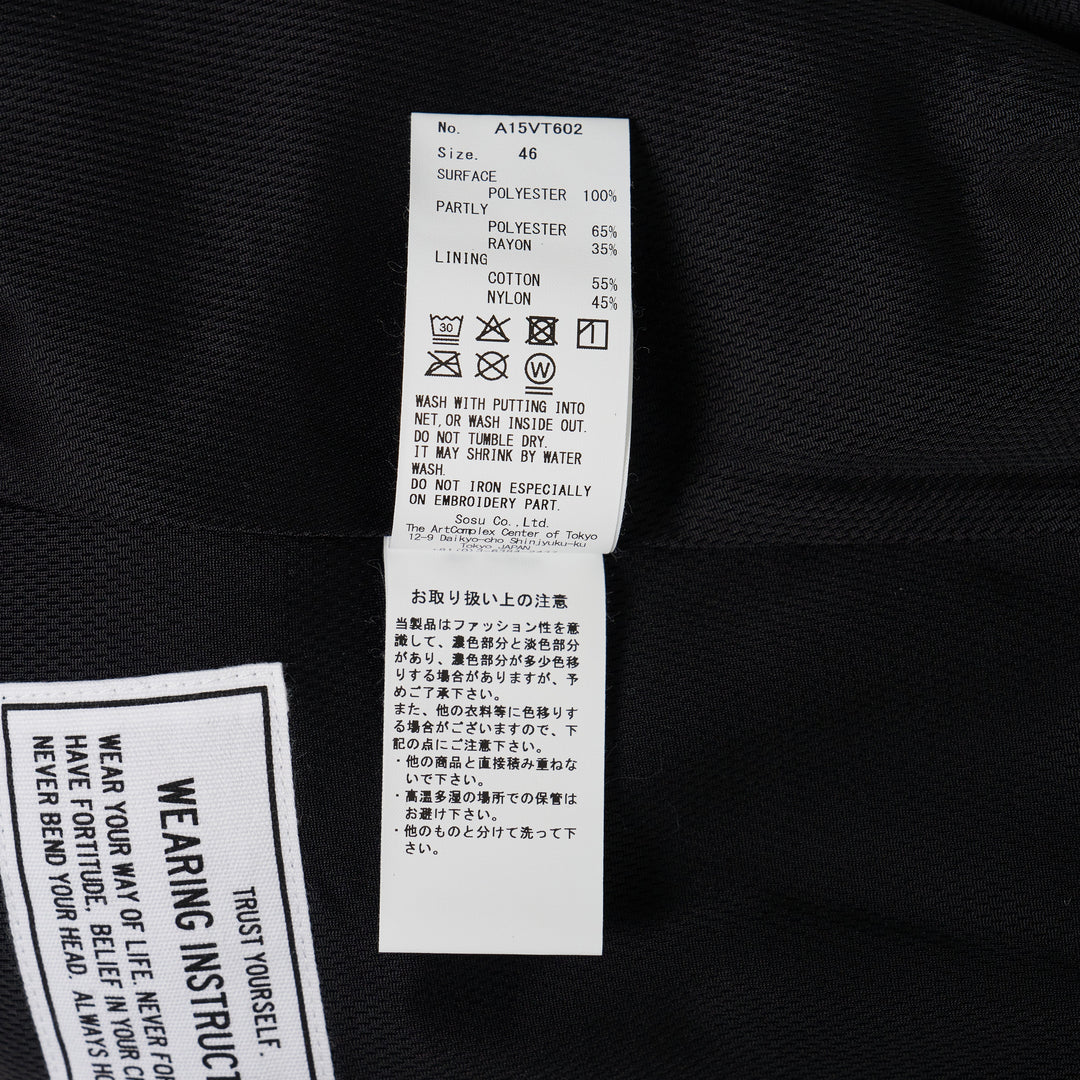 No. A15VT602
Size. 46
SURFACE
POLYESTER 100%
PARTLY
POLYESTER 65%
RAYON 35%
LINING
COTTON 55%
NYLON 45%
30
W
WASH WITH PUTTING INTO
NET,OR WASH INSIDE OUT.
DO NOT TUMBLE DRY.
IT MAY SHRINK BY WATER
WASH.
DO NOT IRON ESPECIALLY
ON EMBROIDERY PART.
Sosu Co.,Ltd.
The ArtComplex Center of Tokyo
12-9 Daikyo-cho Shinjyuku-ku
Tokyo JAPAN
お取り扱い上の注意
当製品はファッション性を意
識して、濃色部分と淡色部分
があり、濃色部分が多少色移
りする場合がありますが、予
めご了承下さい。
また、他の衣料等に色移りす
る場合がございますので、下
記の点にご注意下さい。
・他の商品と直接積み重ねな
いで下さい。
・高温多湿の場所での保管は
お避け下さい。
・他のものと分けて洗って下
さい。
TRUST YOURSELF.
WEARING INSTRUCT
WEAR YOUR WAY OF LIFE. NEVER FOR
HAVE FORTITUDE, BELIEF IN YOUR
NEVER BEND YOUR HEAD. ALWAYS HO